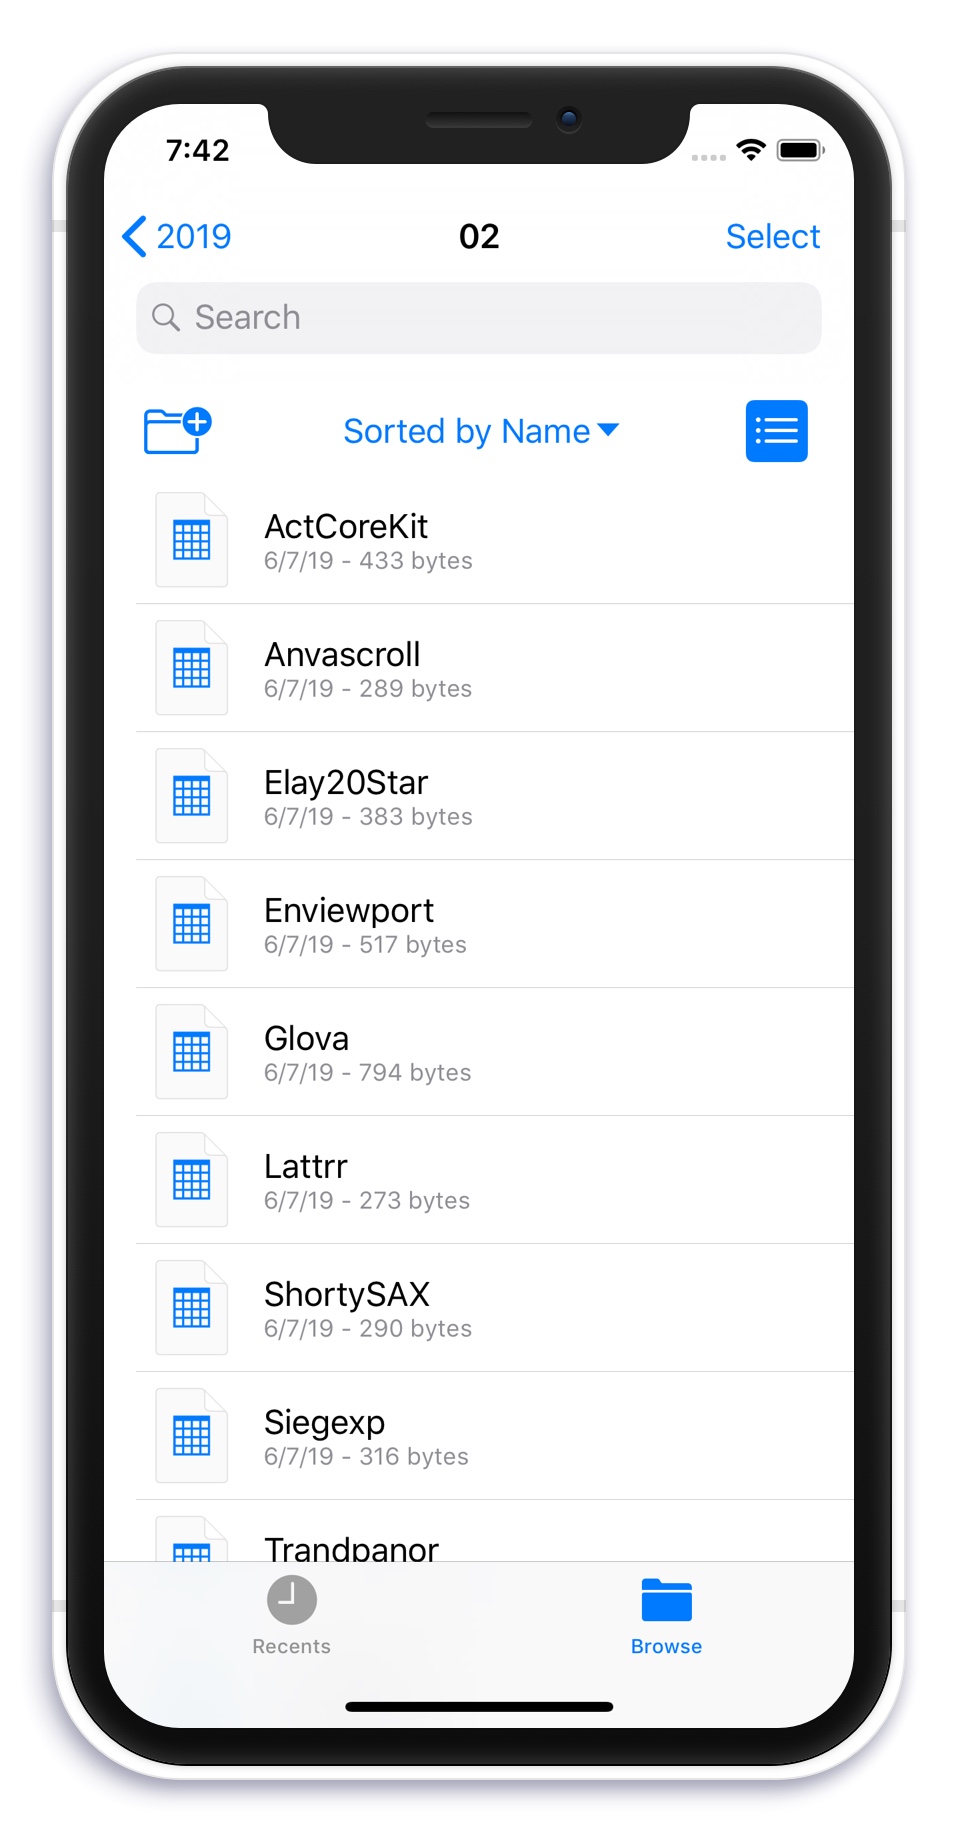 7:42
2019
02
Select
Search
Sorted by Name
ActCoreKit
6/7/19 - 433 bytes
Anvascroll
6/7/19 - 289 bytes
Elay20Star
6/7/19 - 383 bytes
Enviewport
6/7/19 - 517 bytes
Glova
6/7/19 - 794 bytes
Lattrr
6/7/19 - 273 bytes
ShortySAX
6/7/19 - 290 bytes
Siegexp
6/7/19 - 316 bytes
Trandpanor
Recents
Browse